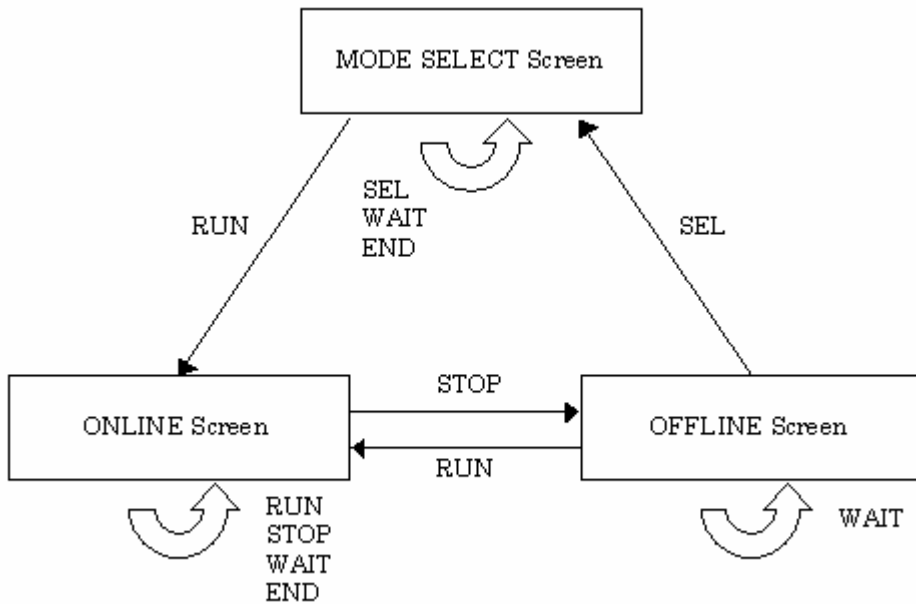 MODE SELECT Screen
SEL
WAIT
END
RUN
SEL
ONLINE Screen
STOP
RUN
OFFLINE Screen
RUN
STOP
WAIT
END
WAIT